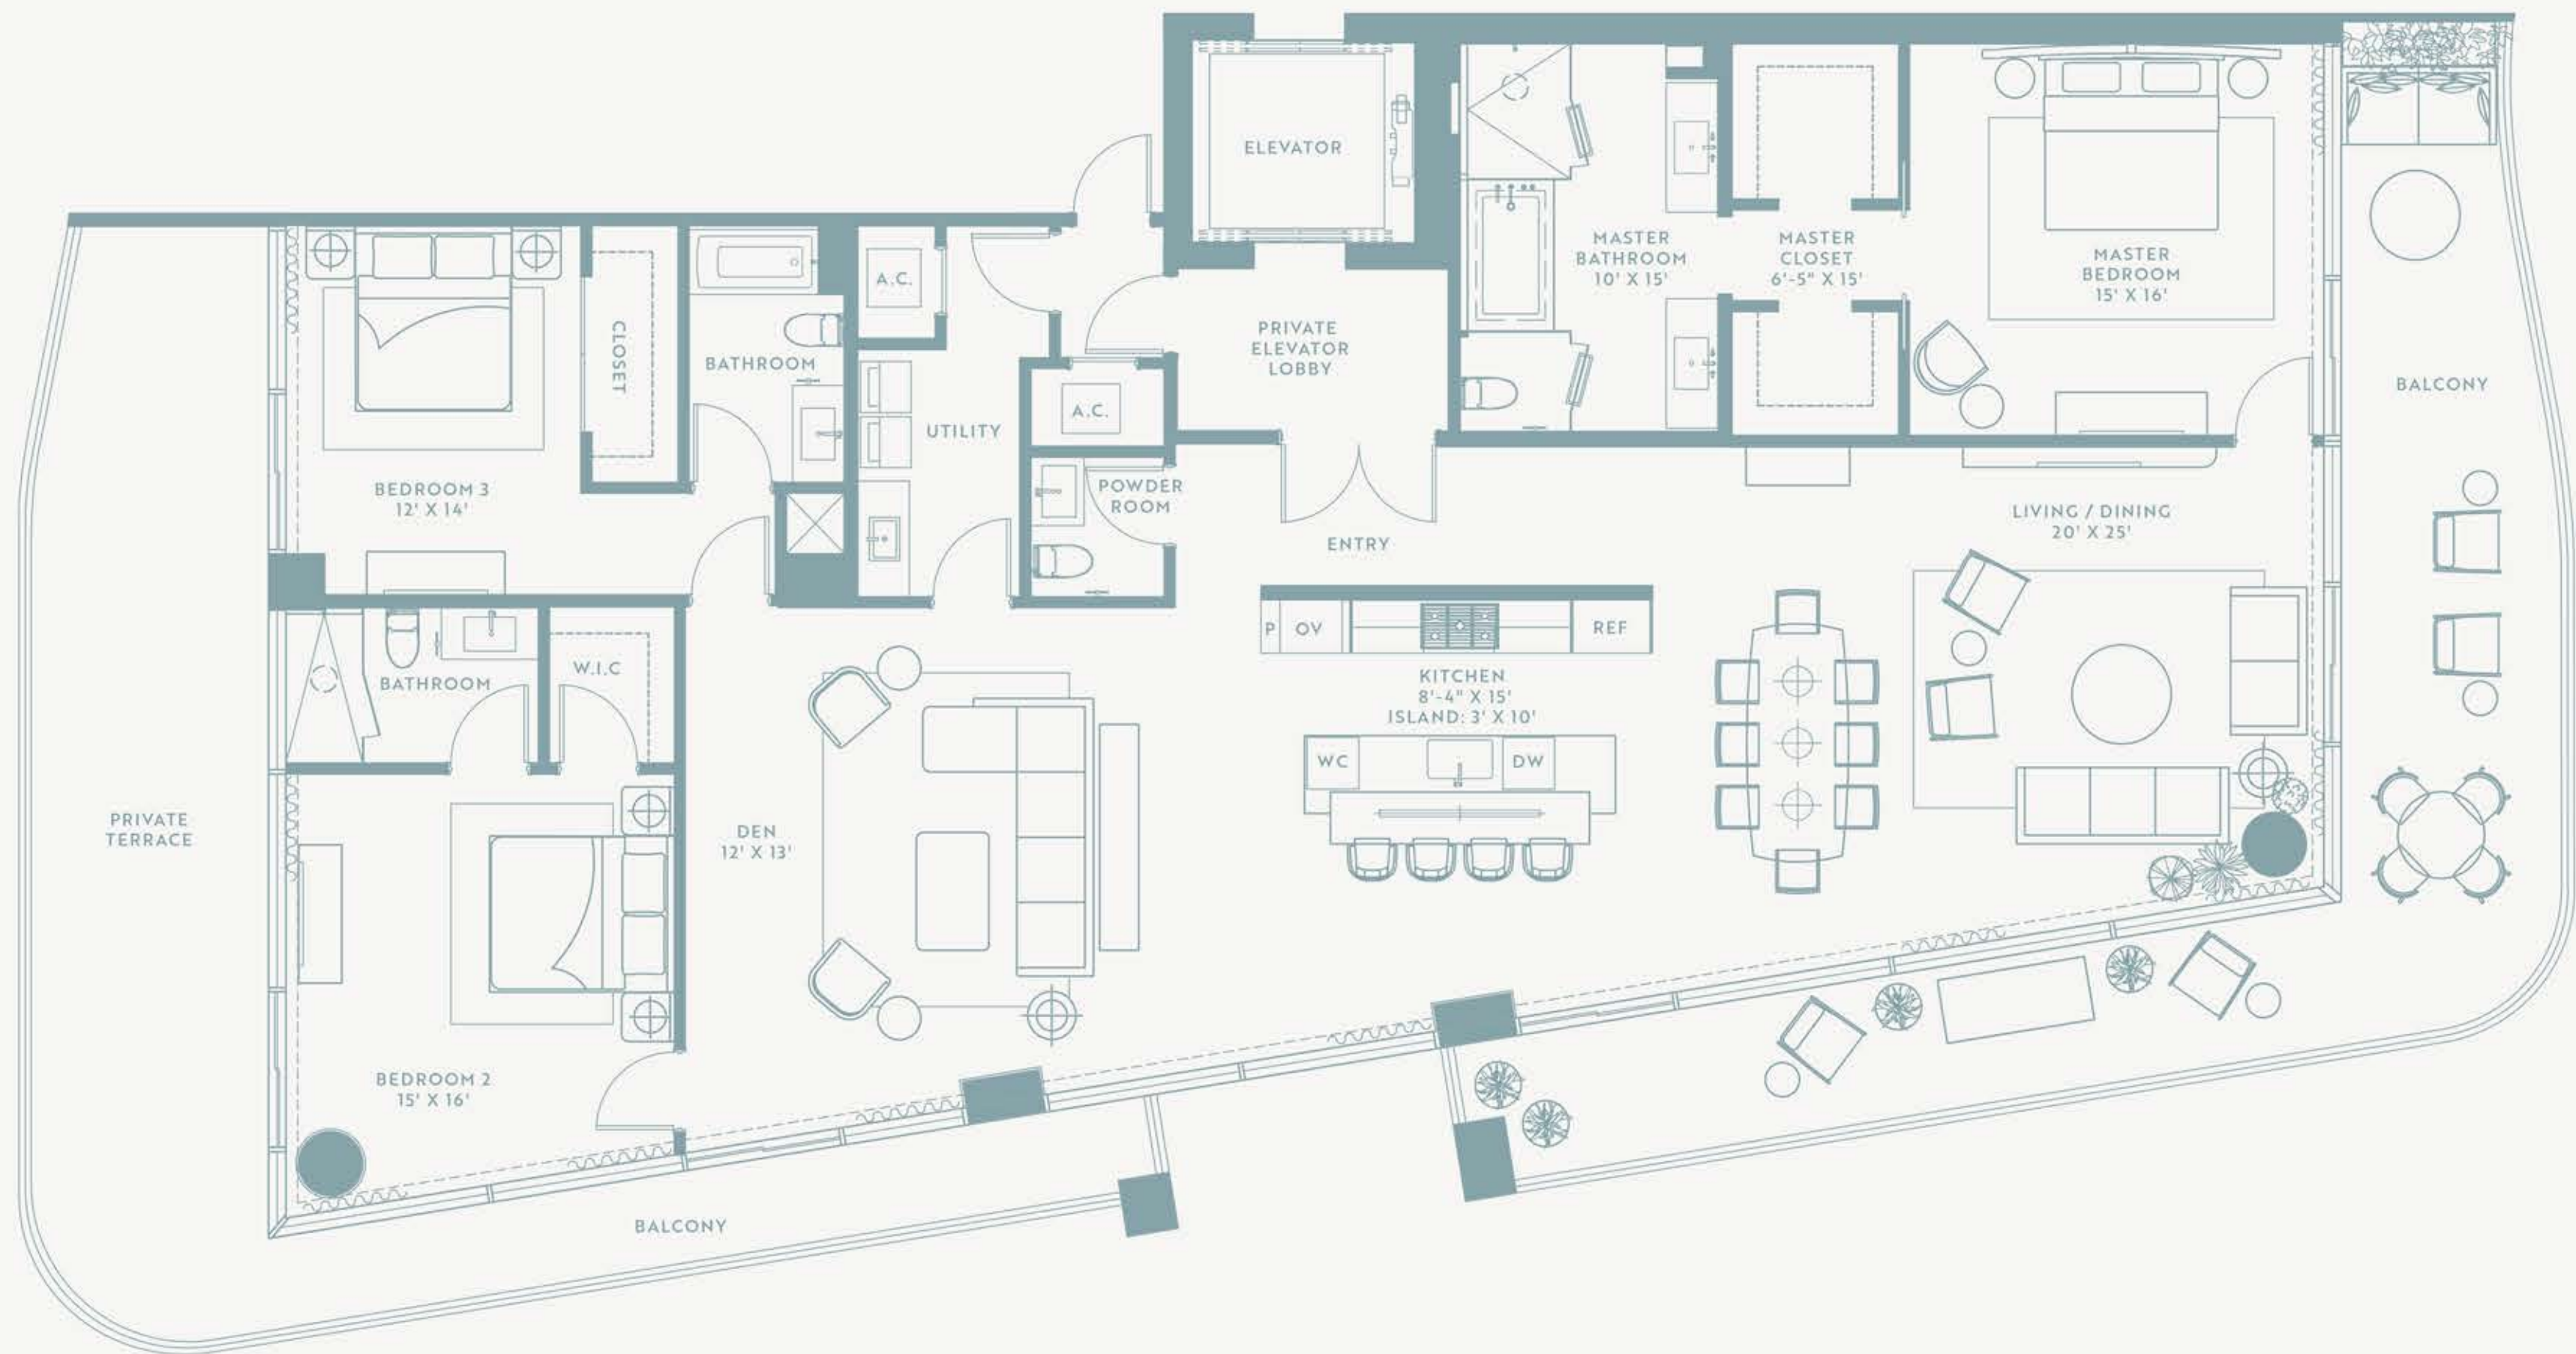 ELEVATOR
MASTER
BATHROOM
10' X 15'
MASTER
CLOSET
6'-5" X 15'
MASTER
BEDROOM
15' X 16'
A.C.
CLOSET
BATHROOM
PRIVATE
ELEVATOR
LOBBY
BALCONY
A.C.
UTILITY
BEDROOM 3
12' X 14'
POWDER
ROOM
ENTRY
LIVING / DINING
20' X 25'
P
OV
REF
BATHROOM
W.I.C
KITCHEN
8'-4" X 15'
ISLAND: 3' X 10'
WC
DW
PRIVATE
TERRACE
DEN
12' X 13'
BEDROOM 2
15' X 16'
BALCONY